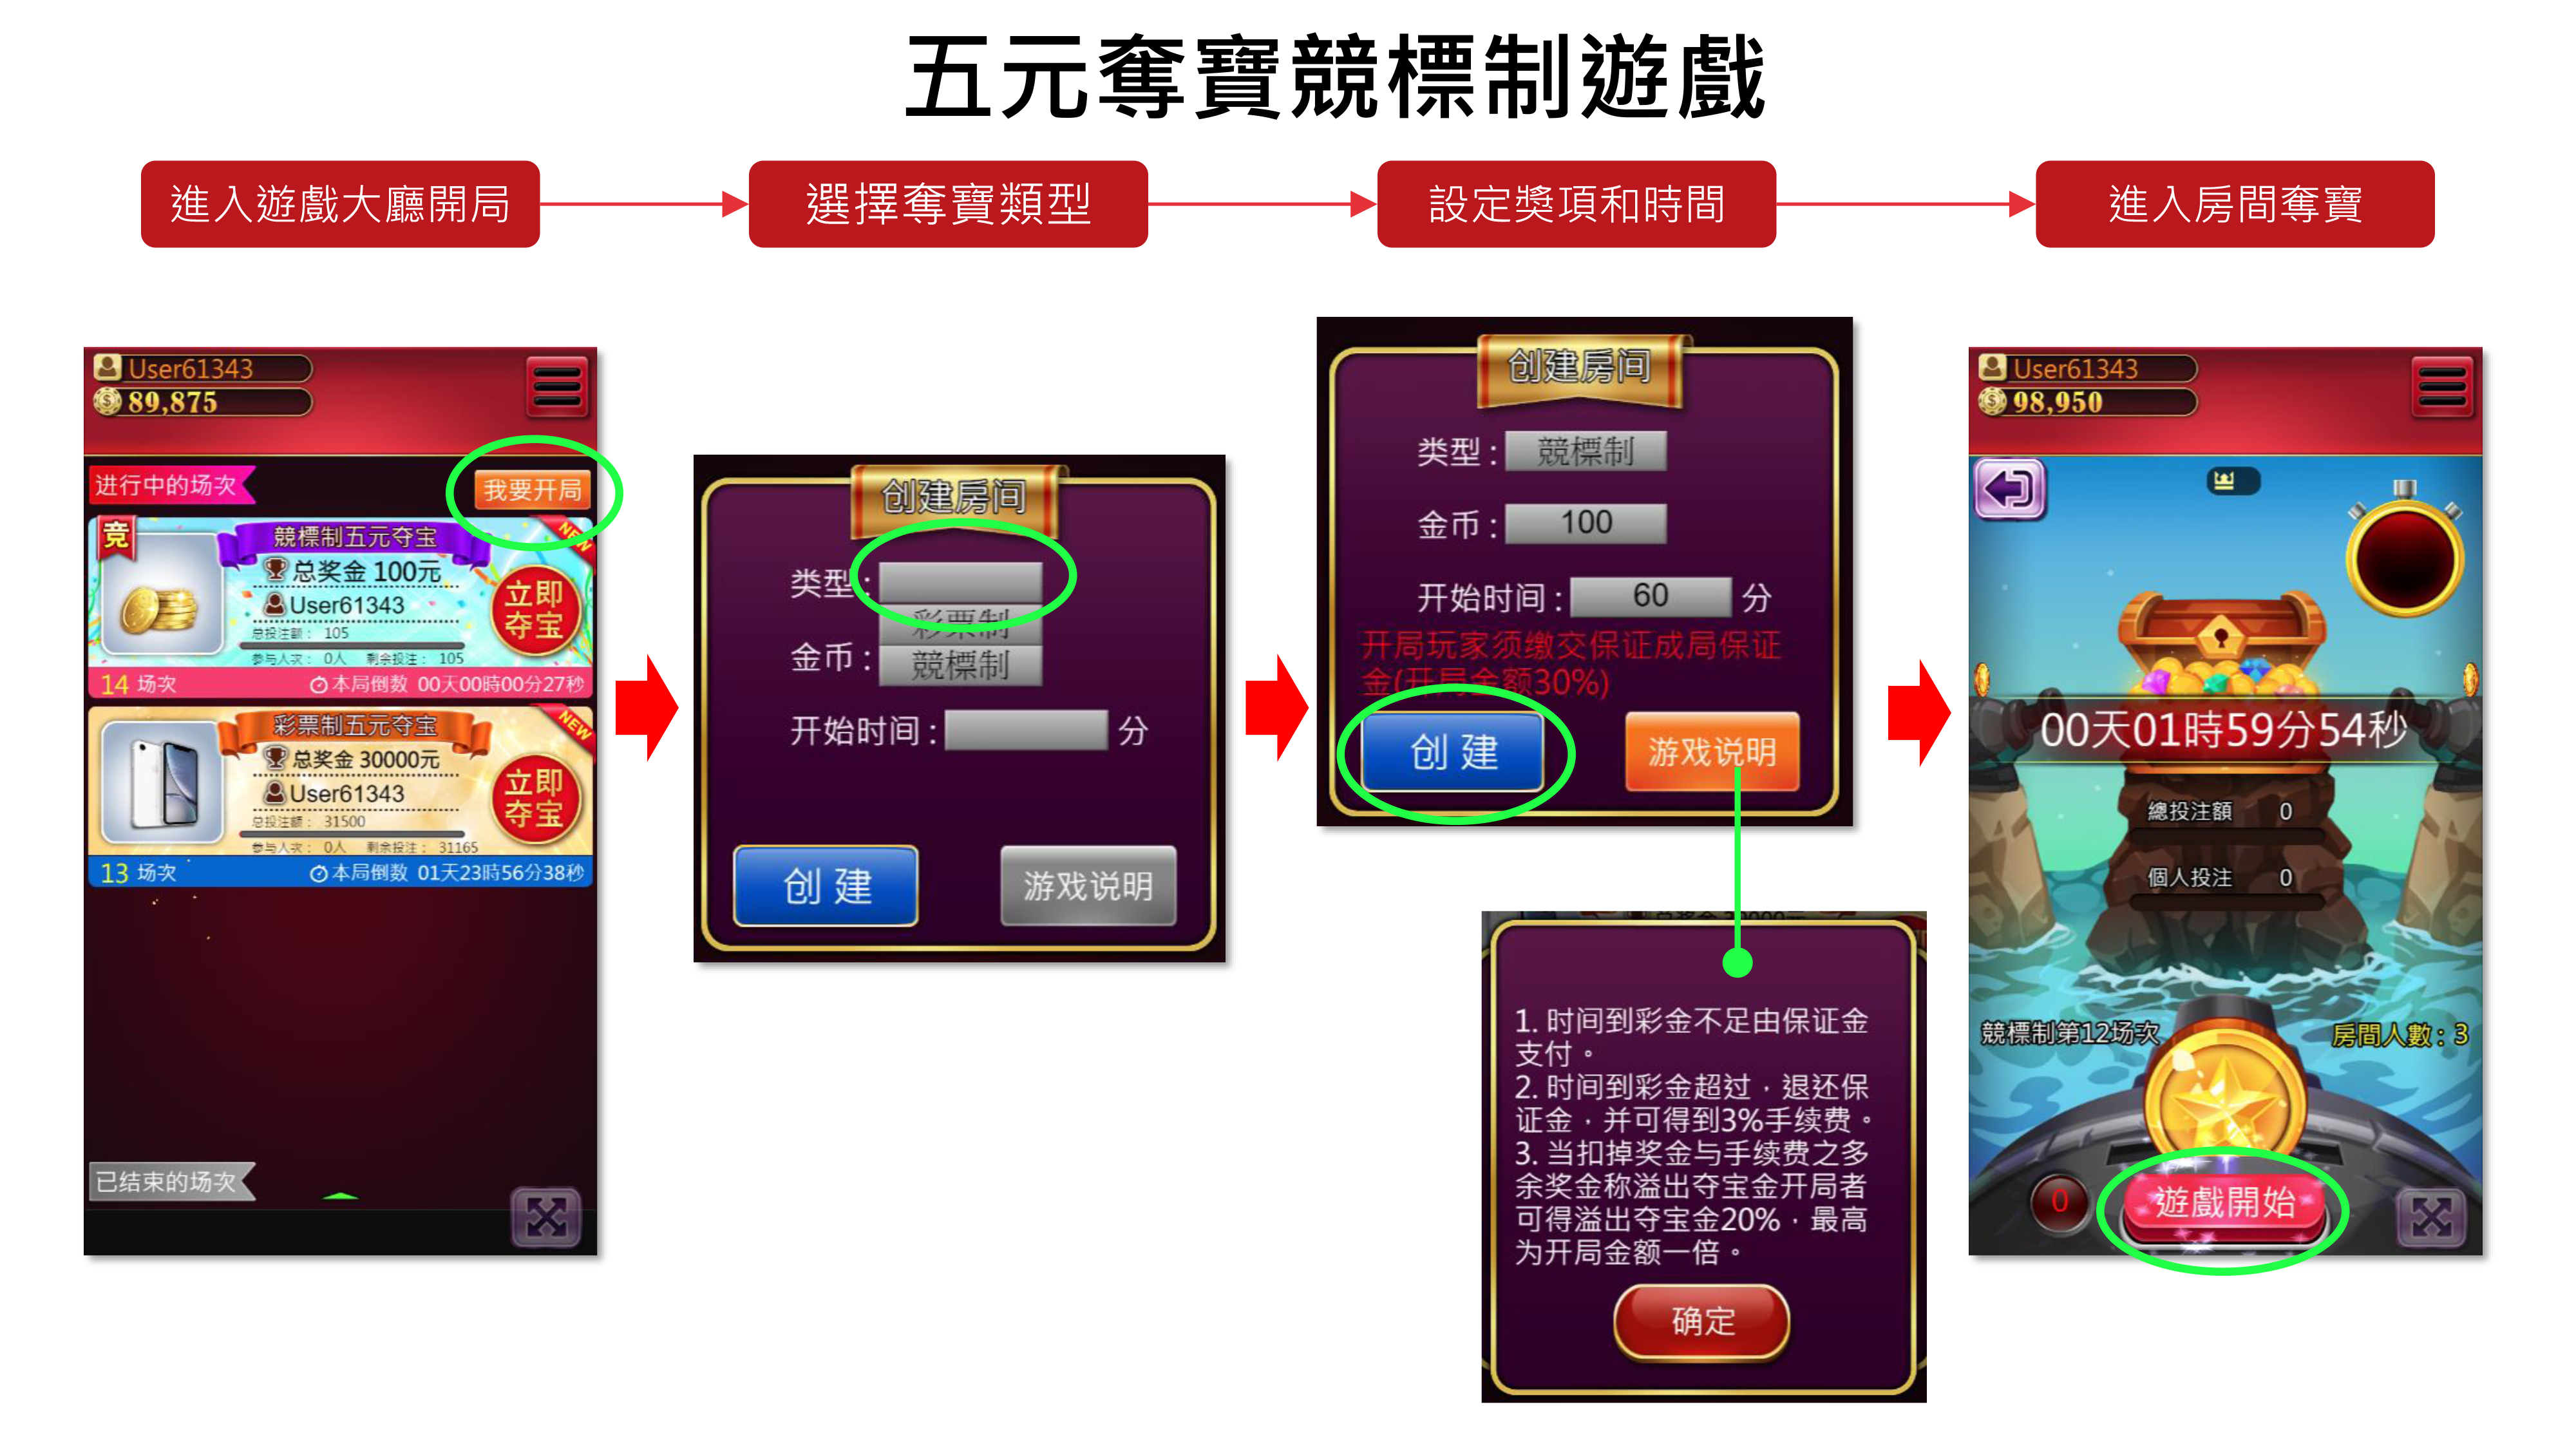 五元奪寶競標制遊戲
進入遊戲大廳開局
選擇奪寶類型
設定獎項和時間
進入房間奪寶
User61343
89,875
进行中的场次
我要开局
竞
競標制五元夺宝
NEW
总奖金 100元
User61343
立即
夺宝
总投注额： 105
参与人次： 0人 剩余投注： 105
14 场次
本局倒数 00天00時00分27秒
彩票制五元夺宝
NEW
总奖金 30000元
User61343
立即
夺宝
总投注额： 31500
参与人次： 0人 剩余投注： 31165
13 场次
本局倒数 01天23時56分38秒
已结束的场次
创建房间
类型：
彩票制
金币：
競標制
开始时间： 分
创 建
游戏说明
创建房间
类型： 競標制
金币： 100
开始时间： 60 分
开局玩家须缴交保证成局保证
金(开局金额30%)
创 建
游戏说明
1. 时间到彩金不足由保证金
支付。
2. 时间到彩金超过，退还保
证金，并可得到3%手续费。
3. 当扣掉奖金与手续费之多
余奖金称溢出夺宝金开局者
可得溢出夺宝金20%，最高
为开局金额一倍。
确定
User61343
98,950
00天01時59分54秒
總投注額 0
個人投注 0
競標制第12场次
房間人數：3
0
遊戲開始